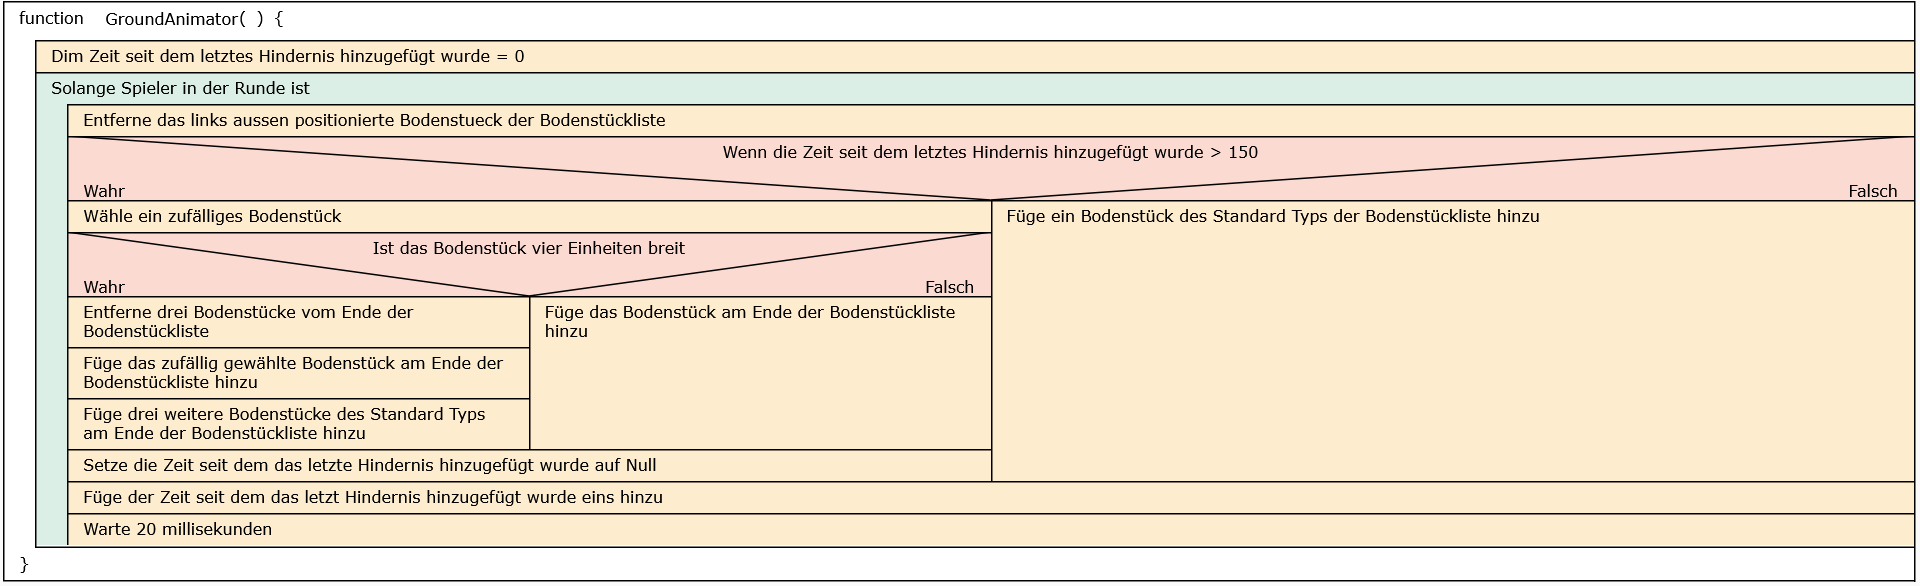 function GroundAnimator( ) {
Dim Zeit seit dem letztes Hindernis hinzugefügt wurde = 0
Solange Spieler in der Runde ist
Entferne das links aussen positionierte Bodenstueck der Bodenstückliste
Wenn die Zeit seit dem letztes Hindernis hinzugefügt wurde > 150
Wahr
Falsch
Wähle ein zufälliges Bodenstück
Ist das Bodenstück vier Einheiten breit
Wahr
Falsch
Entferne drei Bodenstücke vom Ende der
Bodenstückliste
Füge das zufällig gewählte Bodenstück am Ende der
Bodenstückliste hinzu
Füge drei weitere Bodenstücke des Standard Typs
am Ende der Bodenstückliste hinzu
Füge das Bodenstück am Ende der Bodenstückliste
hinzu
Setze die Zeit seit dem das letzte Hindernis hinzugefügt wurde auf Null
Füge ein Bodenstück des Standard Typs der Bodenstückliste hinzu
Füge der Zeit seit dem das letzt Hindernis hinzugefügt wurde eins hinzu
Warte 20 millisekunden
}